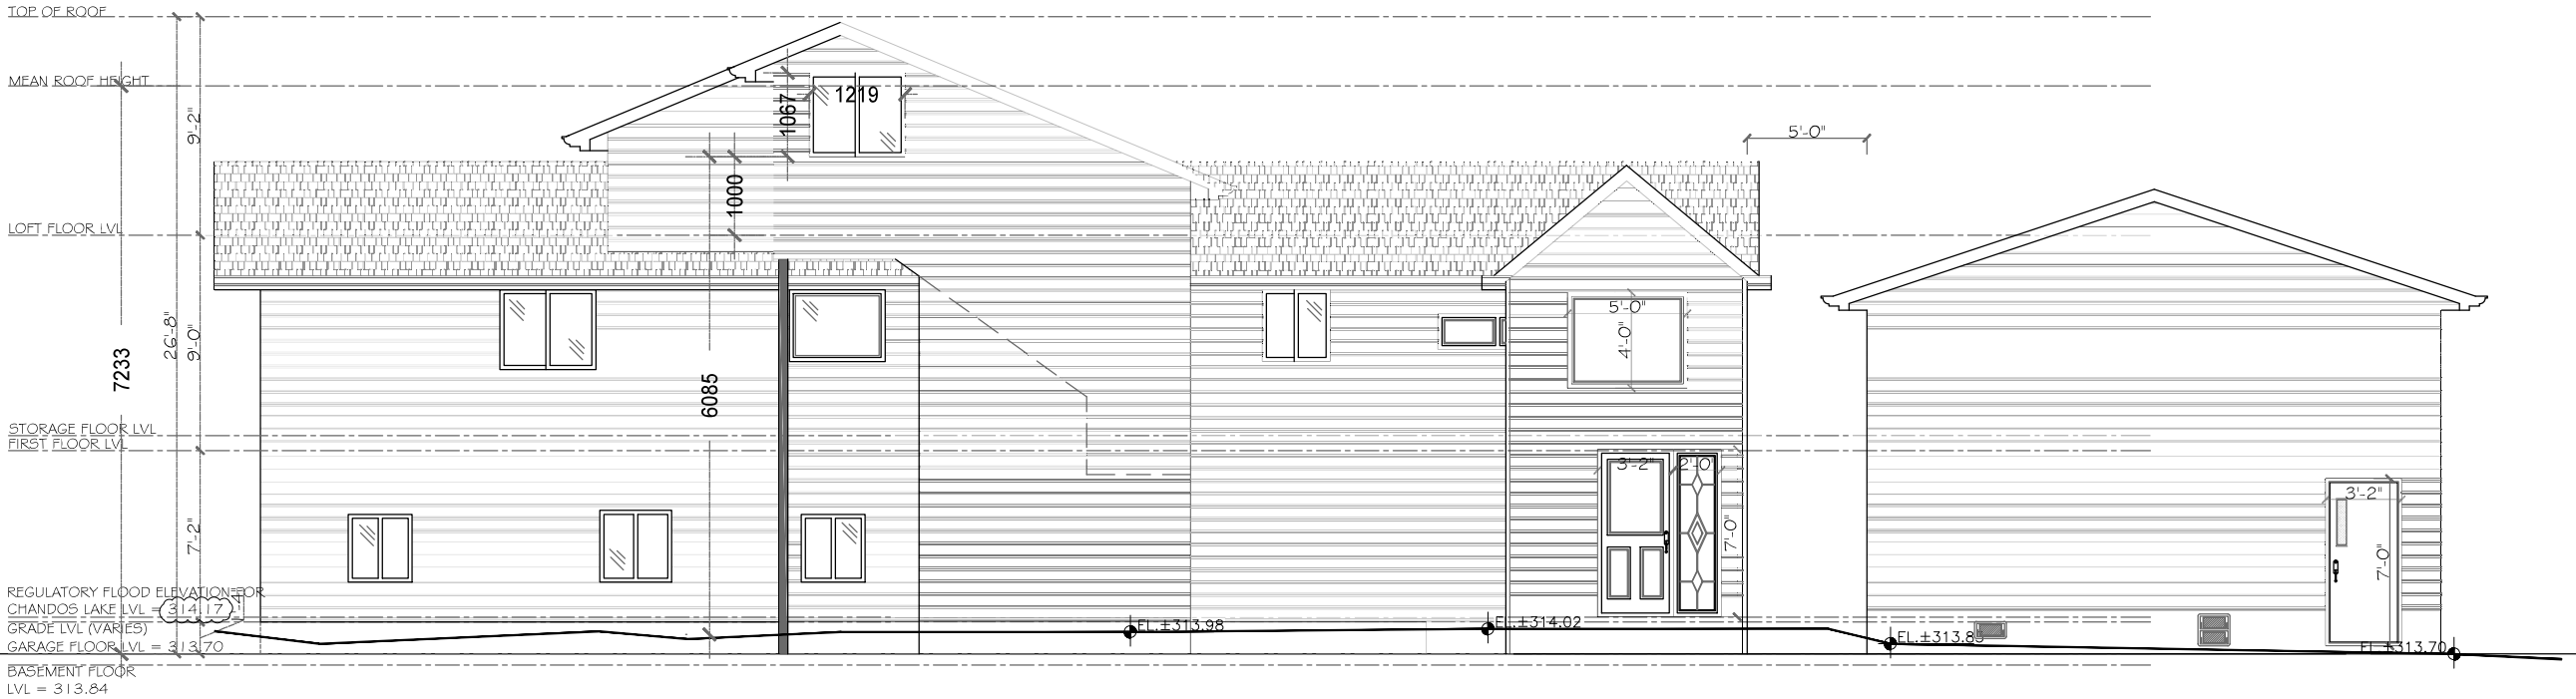 TOP OF ROOF
MEAN ROOF HEIGHT
1067
1219
9'-2"
5'-0"
1000
LOFT FLOOR LVL
5'-0"
4'-0"
26'-8"
9'-0"
7233
6085
STORAGE FLOOR LVL
FIRST FLOOR LVL
3'-2"
2'-0"
3'-2"
7'-2"
7'-0"
7'-0"
REGULATORY FLOOD ELEVATION FOR
CHANDOS LAKE LVL = 314.17
GRADE LVL (VARIES)
GARAGE FLOOR LVL = 313.70
EL.±313.98
EL.±314.02
EL.±313.83
EL.±313.70
BASEMENT FLOOR
LVL = 313.84